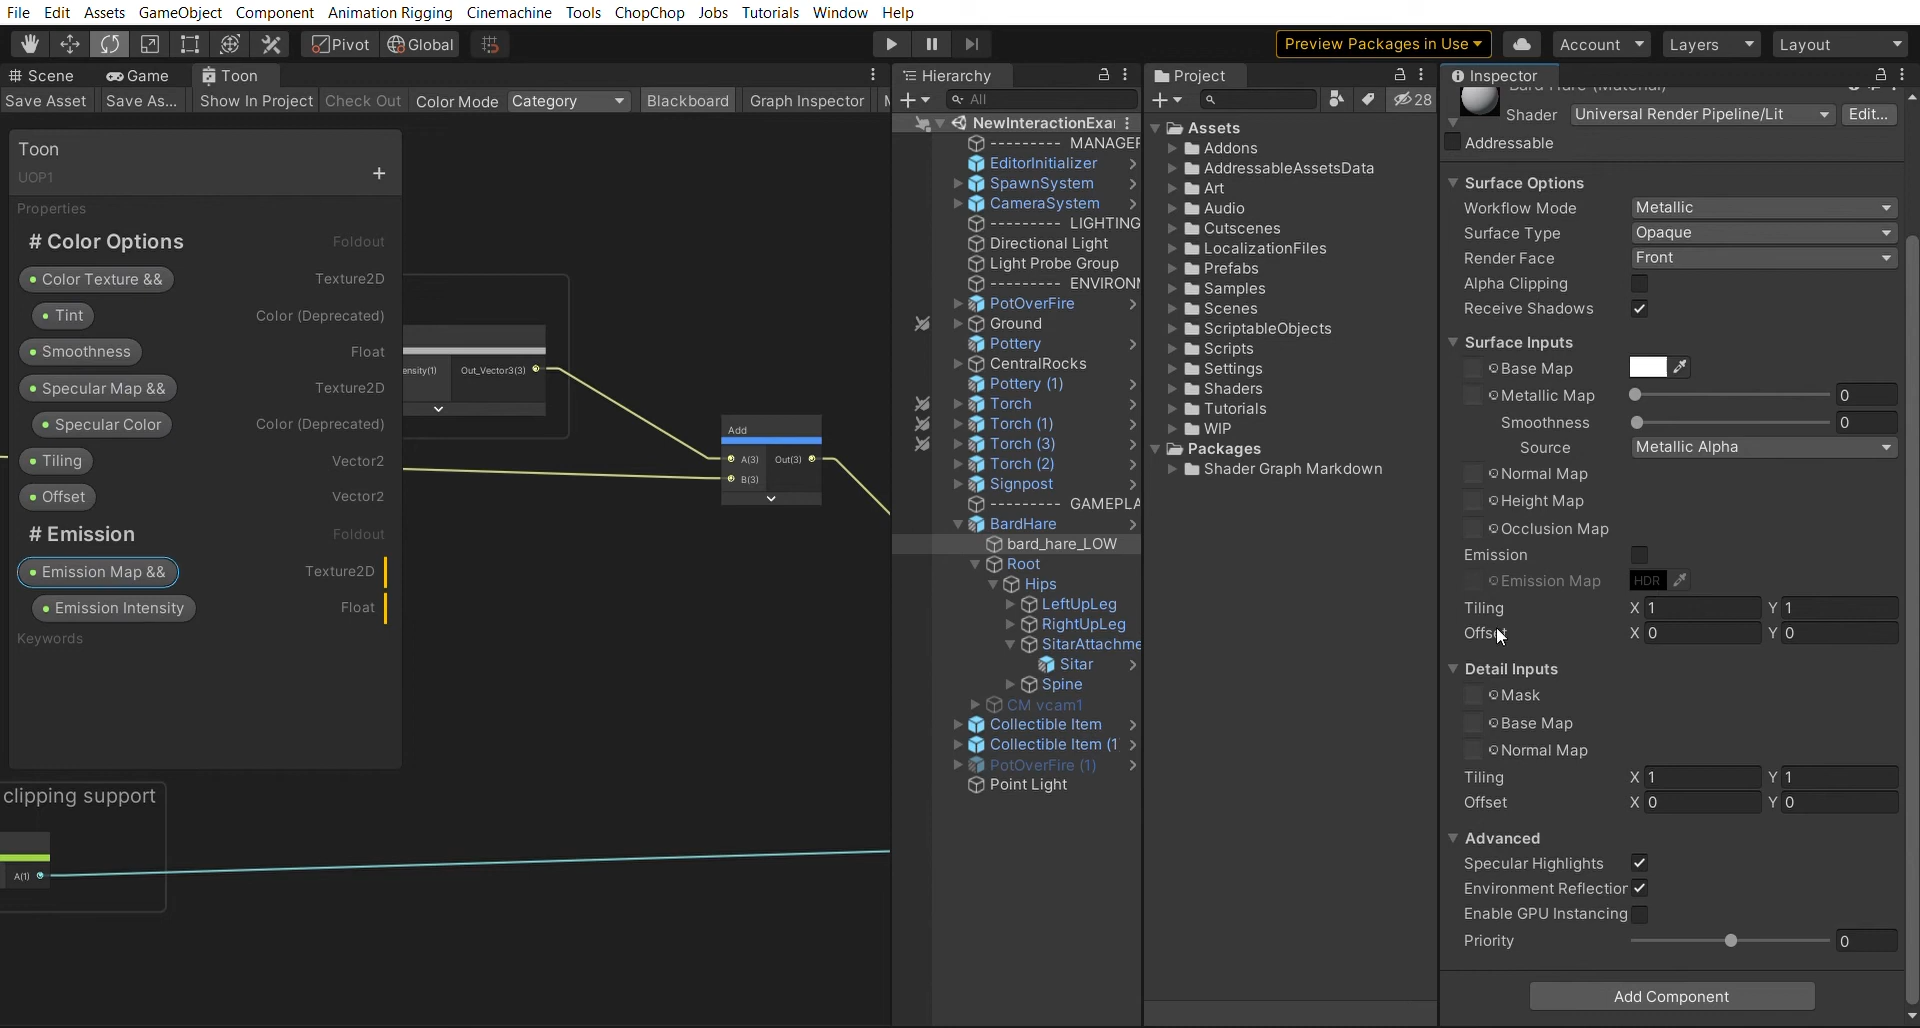 File Edit Assets GameObject Component Animation Rigging Cinemachine Tools ChopChop Jobs Tutorials Window Help
Pivot Global Preview Packages in Use Account Layers Layout
Scene Game Toon
Save Asset Save As... Show In Project Check Out Color Mode Category Blackboard Graph Inspector
Toon
UOP1
+
Properties
# Color Options Foldout
Color Texture && Texture2D
Tint Color (Deprecated)
Smoothness Float
Specular Map && Texture2D
Specular Color Color (Deprecated)
Tiling Vector2
Offset Vector2
# Emission Foldout
Emission Map && Texture2D
Emission Intensity Float
Keywords
ensity(1) Out_Vector3(3)
Add
A(3) Out(3)
B(3)
clipping support
A(1)
Hierarchy
All
NewInteractionExa
--------- MANAGER
EditorInitializer
SpawnSystem
CameraSystem
--------- LIGHTING
Directional Light
Light Probe Group
--------- ENVIRON
PotOverFire
Ground
Pottery
CentralRocks
Pottery (1)
Torch
Torch (1)
Torch (3)
Torch (2)
Signpost
--------- GAMEPLA
BardHare
bard_hare_LOW
Root
Hips
LeftUpLeg
RightUpLeg
SitarAttachme
Sitar
Spine
CM vcam1
Collectible Item
Collectible Item (1
PotOverFire (1)
Point Light
Project
28
Assets
Addons
AddressableAssetsData
Art
Audio
Cutscenes
LocalizationFiles
Prefabs
Samples
Scenes
ScriptableObjects
Scripts
Settings
Shaders
Tutorials
WIP
Packages
Shader Graph Markdown
Inspector
Shader Universal Render Pipeline/Lit Edit...
Addressable
Surface Options
Workflow Mode Metallic
Surface Type Opaque
Render Face Front
Alpha Clipping
Receive Shadows
Surface Inputs
Base Map
Metallic Map 0
Smoothness 0
Source Metallic Alpha
Normal Map
Height Map
Occlusion Map
Emission
Emission Map HDR
Tiling X 1 Y 1
Offset X 0 Y 0
Detail Inputs
Mask
Base Map
Normal Map
Tiling X 1 Y 1
Offset X 0 Y 0
Advanced
Specular Highlights
Environment Reflection
Enable GPU Instancing
Priority 0
Add Component